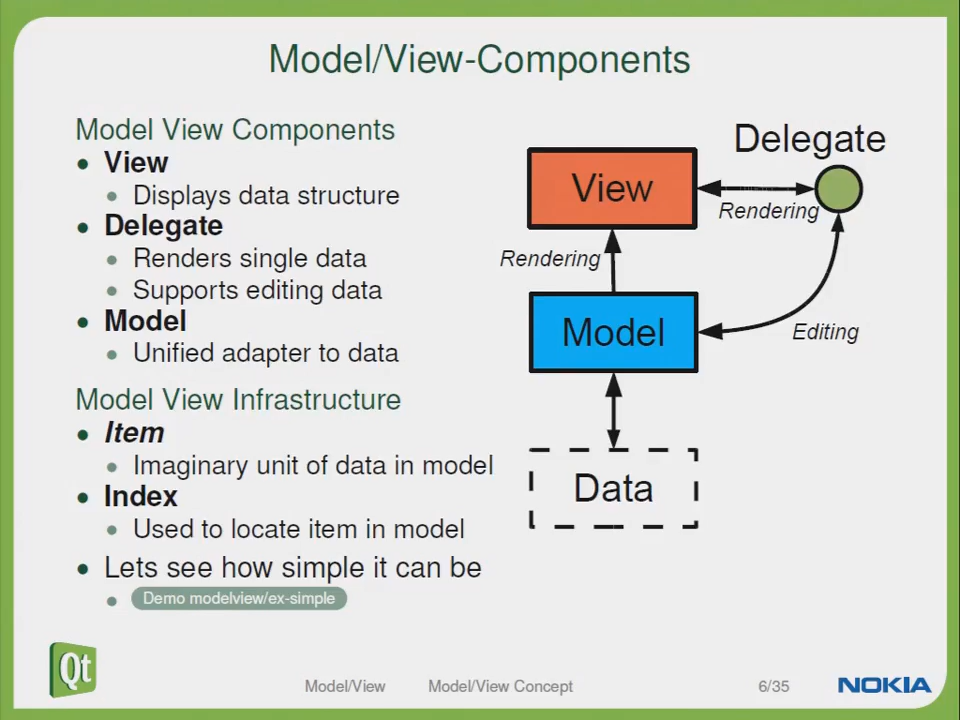 Model/View-Components
Model View Components
• View
• Displays data structure
• Delegate
• Renders single data
• Supports editing data
• Model
• Unified adapter to data
Model View Infrastructure
• Item
• Imaginary unit of data in model
• Index
• Used to locate item in model
• Lets see how simple it can be
• Demo modelview/ex-simple
Delegate
View
Rendering
Rendering
Model
Editing
Data
Qt
Model/View Model/View Concept 6/35
NOKIA